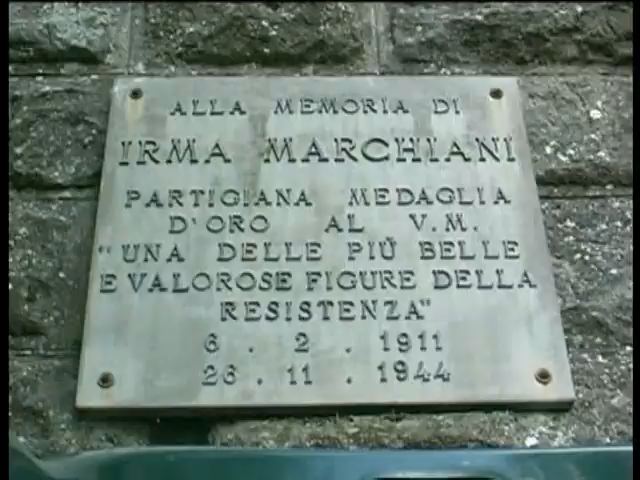 ALLA MEMORIA DI
IRMA MARCHIANI
PARTIGIANA MEDAGLIA
D'ORO AL V.M.
"UNA DELLE PIÙ BELLE
E VALOROSE FIGURE DELLA
RESISTENZA"
6 . 2 . 1911
26 . 11 . 1944